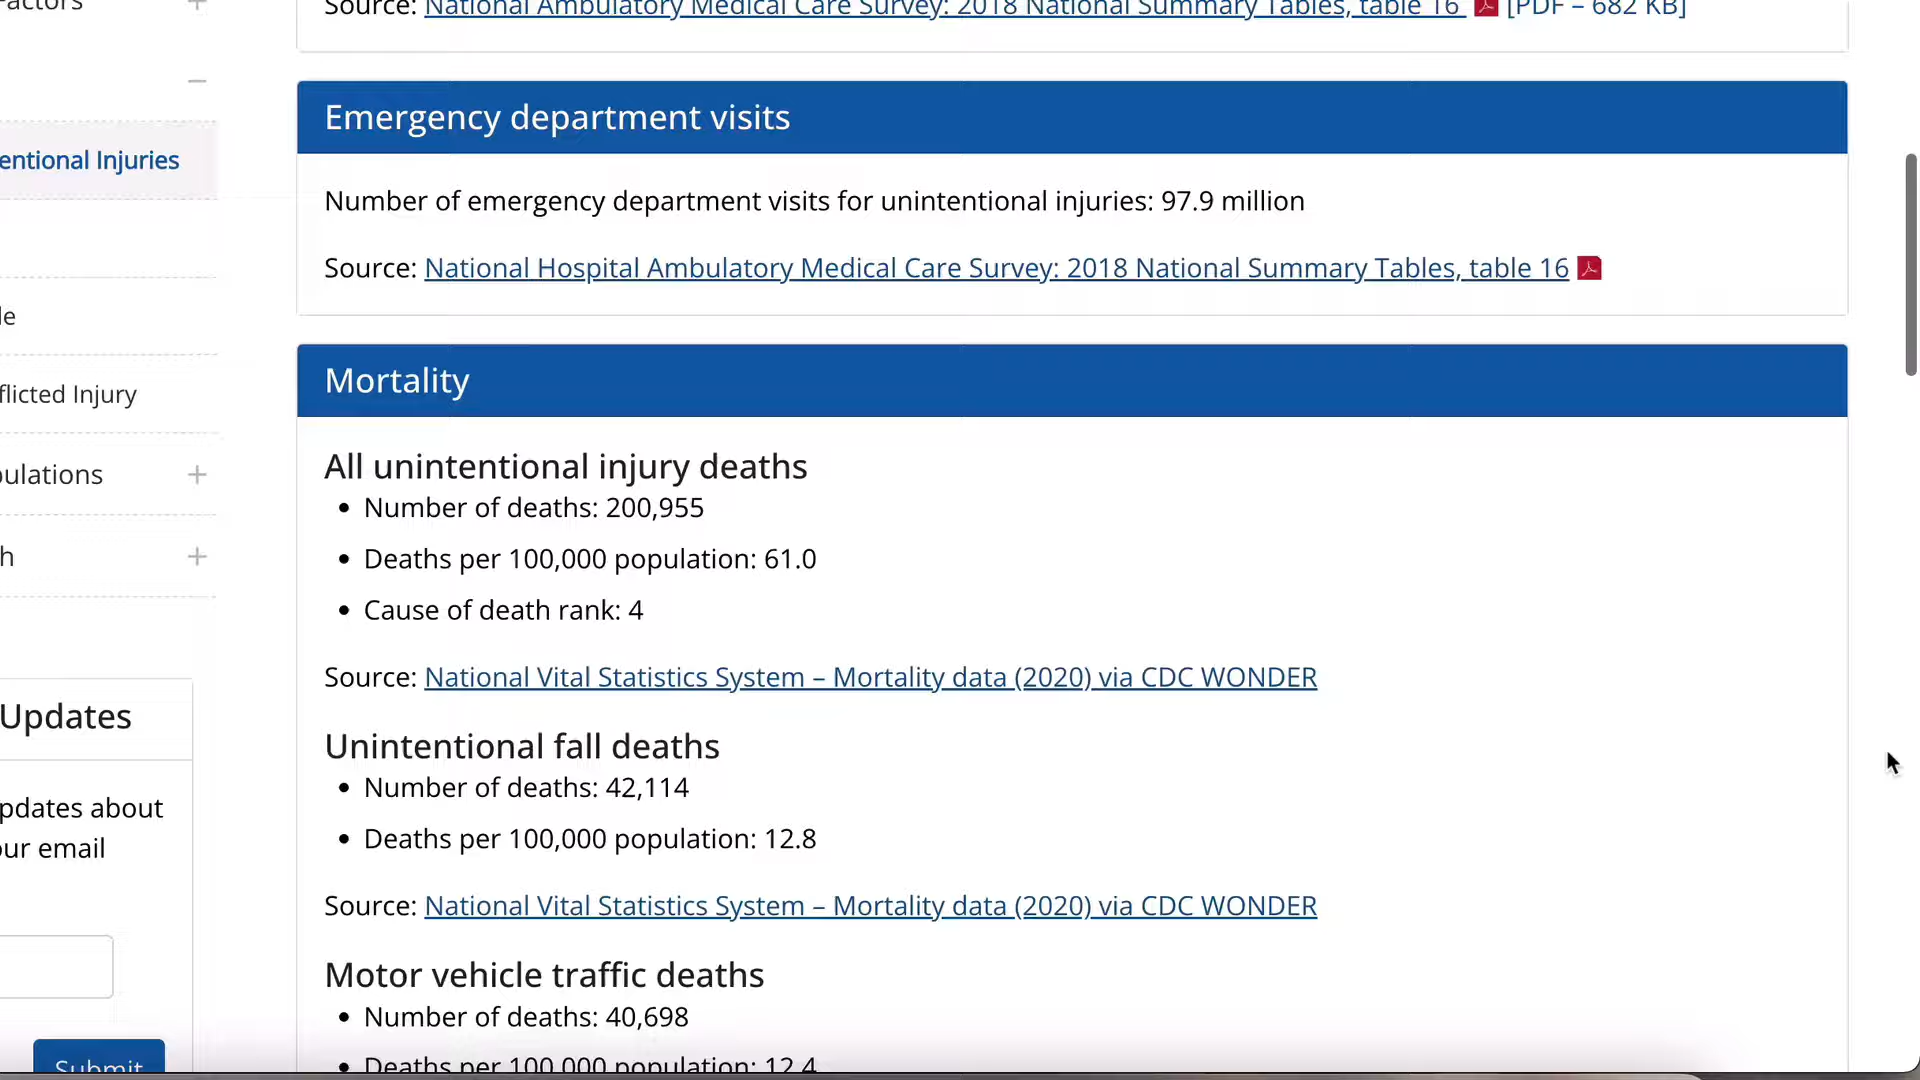 actors
Source: National Ambulatory Medical Care Survey: 2018 National Summary Tables, table 16 [PDF – 682 KB]
entional Injuries
le
flicted Injury
pulations
h
Updates
pdates about
our email
Submit
Emergency department visits
Number of emergency department visits for unintentional injuries: 97.9 million
Source: National Hospital Ambulatory Medical Care Survey: 2018 National Summary Tables, table 16
Mortality
All unintentional injury deaths
• Number of deaths: 200,955
• Deaths per 100,000 population: 61.0
• Cause of death rank: 4
Source: National Vital Statistics System – Mortality data (2020) via CDC WONDER
Unintentional fall deaths
• Number of deaths: 42,114
• Deaths per 100,000 population: 12.8
Source: National Vital Statistics System – Mortality data (2020) via CDC WONDER
Motor vehicle traffic deaths
• Number of deaths: 40,698
• Deaths per 100,000 population: 12.4